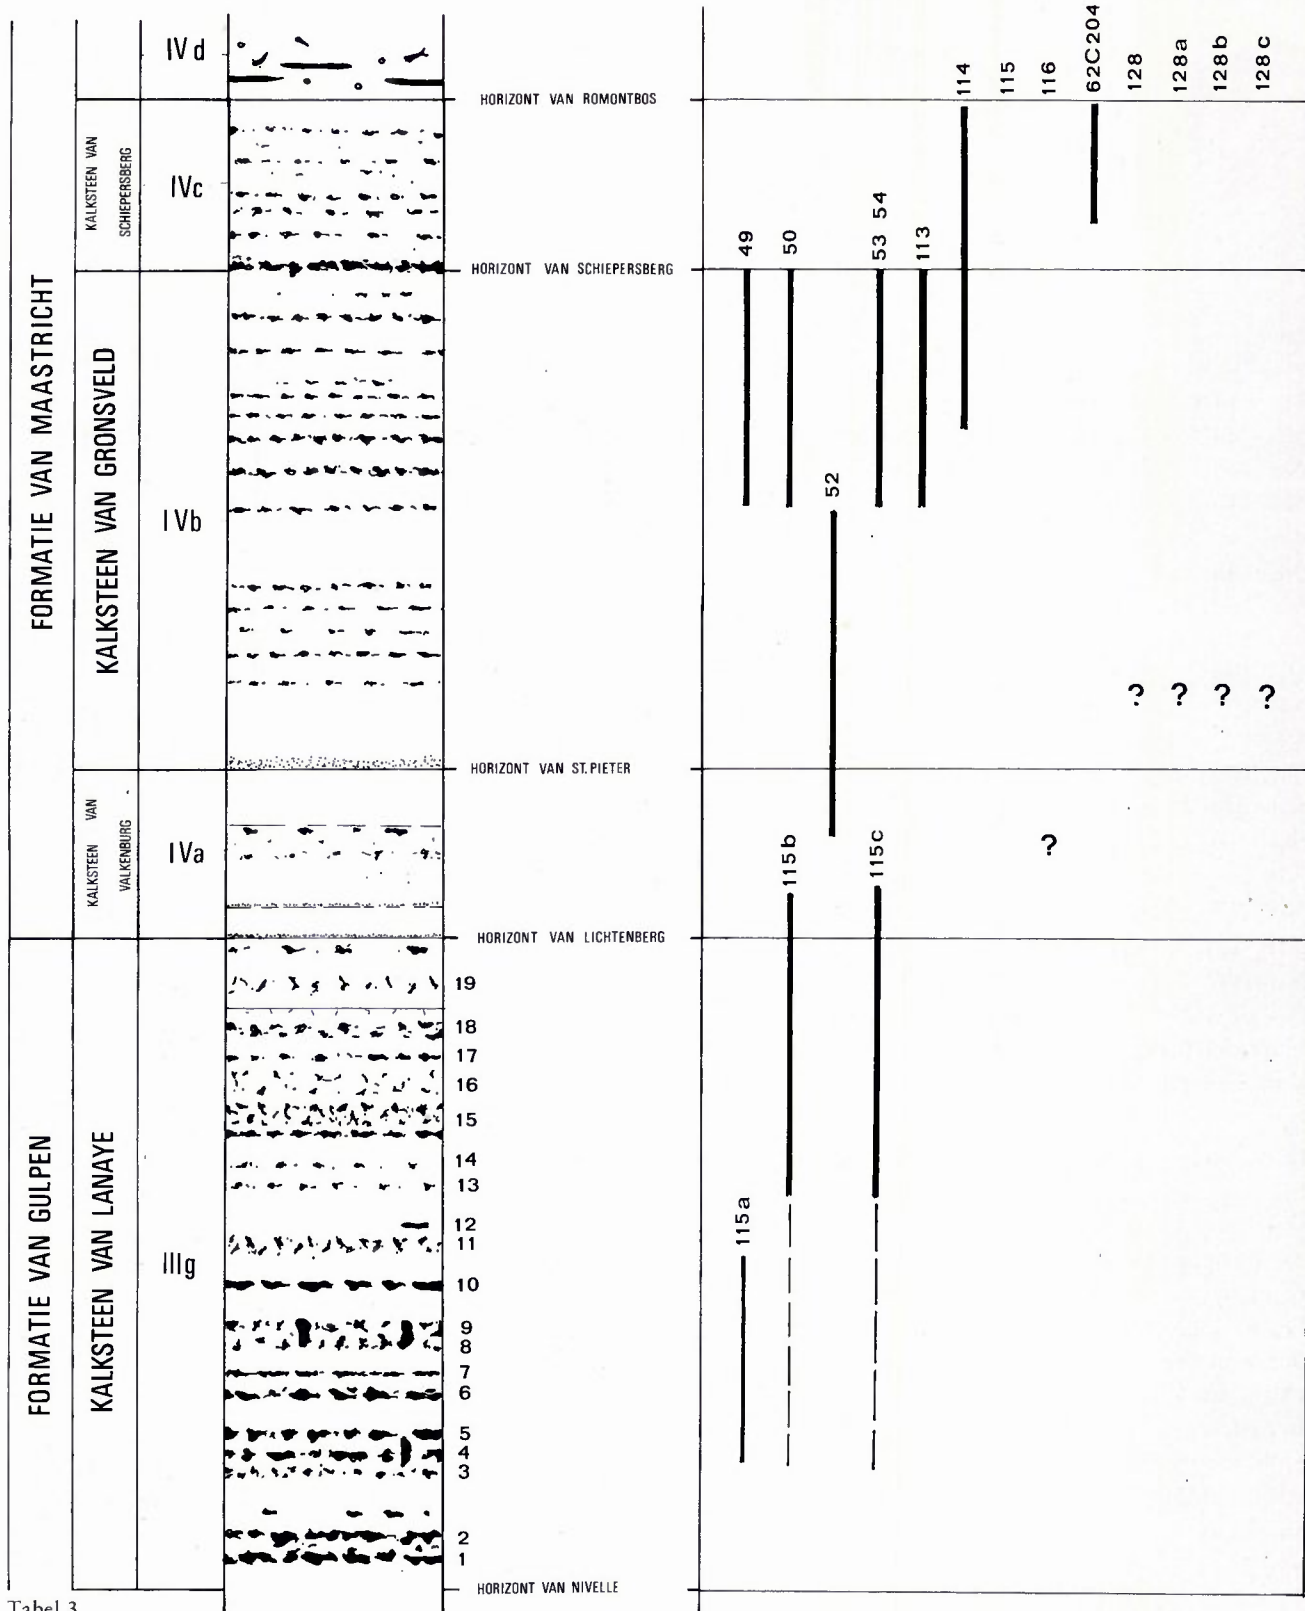 FORMATIE VAN MAASTRICHT
FORMATIE VAN GULPEN
KALKSTEEN VAN
SCHIEPERSBERG
KALKSTEEN VAN GRONSVELD
KALKSTEEN VAN
VALKENBURG
KALKSTEEN VAN LANAYE
IVd
IVc
IVb
IVa
IIIg
HORIZONT VAN ROMONTBOS
HORIZONT VAN SCHIEPERSBERG
HORIZONT VAN ST. PIETER
HORIZONT VAN LICHTENBERG
19
18
17
16
15
14
13
12
11
10
9
8
7
6
5
4
3
2
1
HORIZONT VAN NIVELLE
114
115
116
62C204
128
128a
128b
128c
49
50
53 54
113
52
? ? ? ?
?
115b
115c
115a
Tabel 3